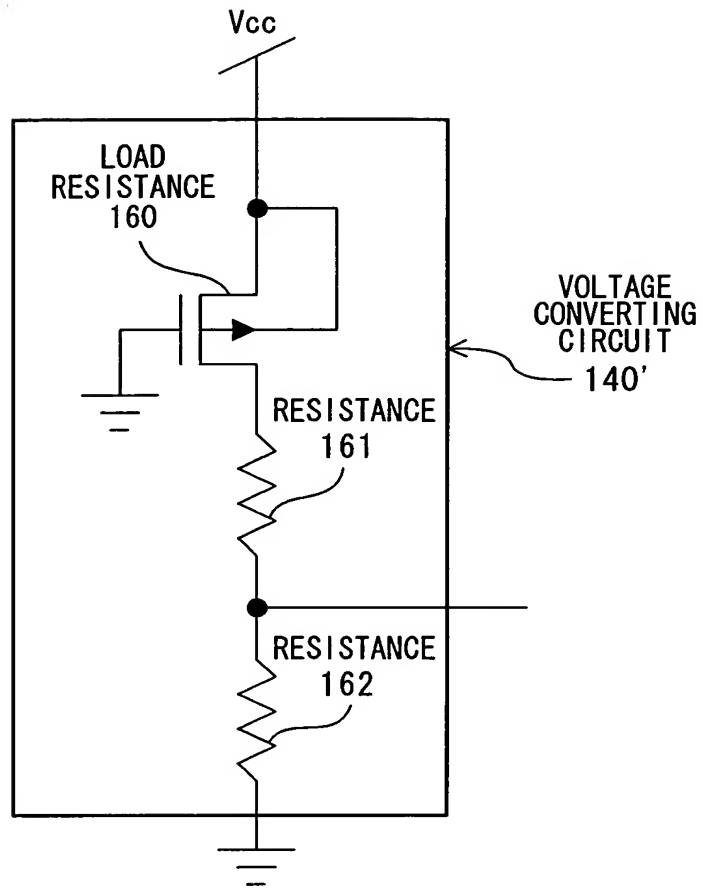 Vcc
LOAD
RESISTANCE
160
VOLTAGE
CONVERTING
CIRCUIT
140'
RESISTANCE
161
RESISTANCE
162